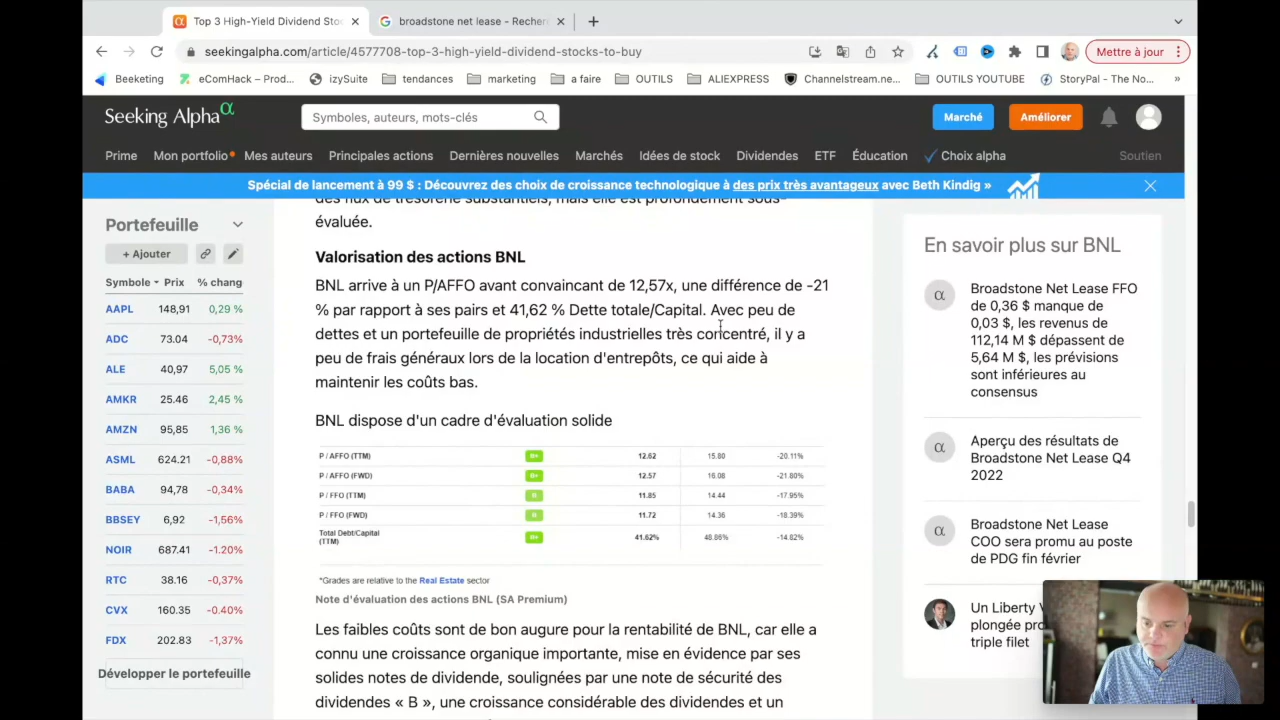 Top 3 High-Yield Dividend Sto
broadstone net lease - Recher
seekingalpha.com/article/4577708-top-3-high-yield-dividend-stocks-to-buy
Mettre à jour
Beeketing
eComHack – Prod...
izySuite
tendances
marketing
a faire
OUTILS
ALIEXPRESS
Channelstream.ne...
OUTILS YOUTUBE
StoryPal - The No...
»
Seeking Alpha α
Symboles, auteurs, mots-clés
Marché
Améliorer
Prime
Mon portfolio
Mes auteurs
Principales actions
Dernières nouvelles
Marchés
Idées de stock
Dividendes
ETF
Éducation
Choix alpha
Soutien
Spécial de lancement à 99 $ : Découvrez des choix de croissance technologique à des prix très avantageux avec Beth Kindig »
Portefeuille
+ Ajouter
Symbole Prix % chang
AAPL 148,91 0,29 %
ADC 73.04 -0,73%
ALE 40,97 5,05 %
AMKR 25.46 2,45 %
AMZN 95,85 1,36 %
ASML 624.21 -0,88%
BABA 94,78 -0,34%
BBSEY 6,92 -1,56%
NOIR 687.41 -1.20%
RTC 38.16 -0,37%
CVX 160.35 -0.40%
FDX 202.83 -1,37%
Développer le portefeuille
des flux de trésorerie substantiels, mais elle est profondément sous-
évaluée.
Valorisation des actions BNL
BNL arrive à un P/AFFO avant convaincant de 12,57x, une différence de -21
% par rapport à ses pairs et 41,62 % Dette totale/Capital. Avec peu de
dettes et un portefeuille de propriétés industrielles très concentré, il y a
peu de frais généraux lors de la location d'entrepôts, ce qui aide à
maintenir les coûts bas.
BNL dispose d'un cadre d'évaluation solide
P / AFFO (TTM) B+ 12.62 15.80 -20.11%
P / AFFO (FWD) B+ 12.57 16.08 -21.80%
P / FFO (TTM) B 11.85 14.44 -17.95%
P / FFO (FWD) B 11.72 14.36 -18.39%
Total Debt/Capital
(TTM) B+ 41.62% 48.86% -14.82%
*Grades are relative to the Real Estate sector
Note d'évaluation des actions BNL (SA Premium)
Les faibles coûts sont de bon augure pour la rentabilité de BNL, car elle a
connu une croissance organique importante, mise en évidence par ses
solides notes de dividende, soulignées par une note de sécurité des
dividendes « B », une croissance considérable des dividendes et un
En savoir plus sur BNL
α
Broadstone Net Lease FFO
de 0,36 $ manque de
0,03 $, les revenus de
112,14 M $ dépassent de
5,64 M $, les prévisions
sont inférieures au
consensus
α
Aperçu des résultats de
Broadstone Net Lease Q4
2022
α
Broadstone Net Lease
COO sera promu au poste
de PDG fin février
Un Liberty
plongée
triple filet